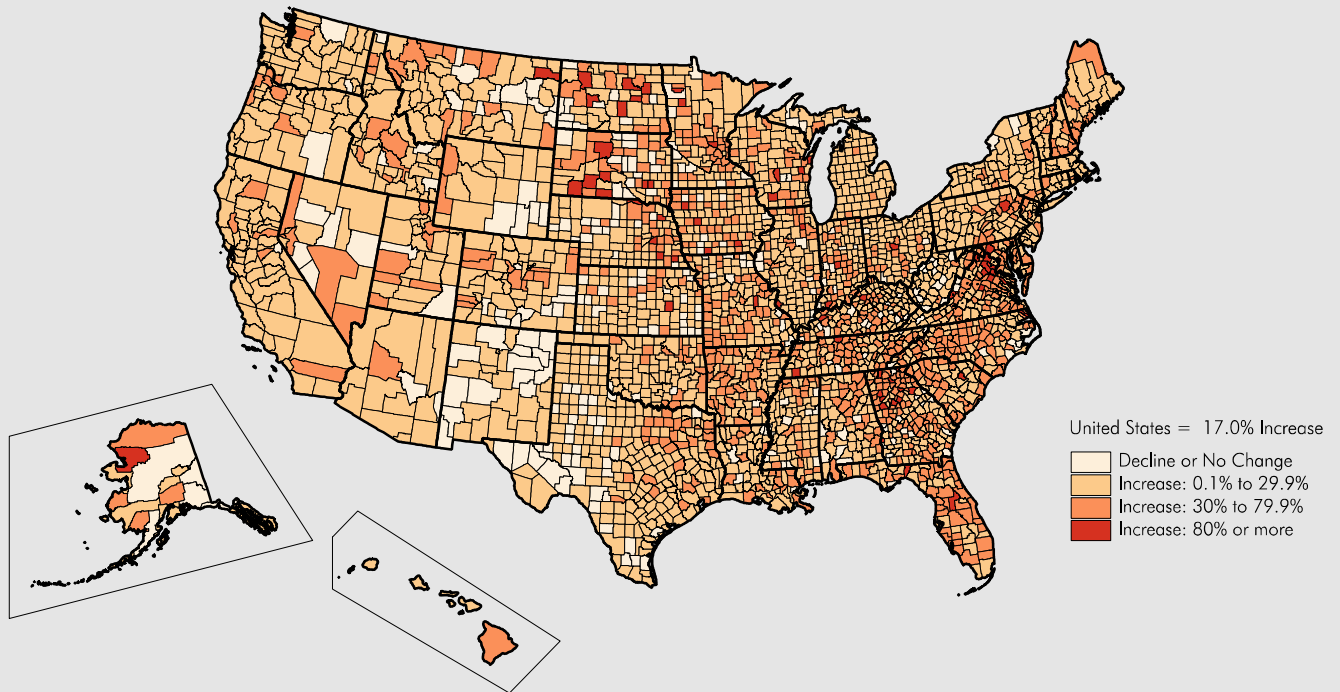 United States = 17.0% Increase
Decline or No Change
Increase: 0.1% to 29.9%
Increase: 30% to 79.9%
Increase: 80% or more